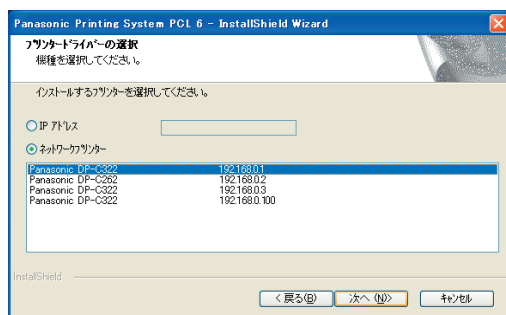 Panasonic Printing System PCL 6 - InstallShield Wizard
プリンタードライバーの選択
機種を選択してください。
インストールするプリンターを選択してください。
IP アドレス
ネットワークプリンター
Panasonic DP-C322 192.168.0.1
Panasonic DP-C262 192.168.0.2
Panasonic DP-C322 192.168.0.3
Panasonic DP-C322 192.168.0.100
InstallShield
< 戻る(B) 次へ (N)> キャンセル